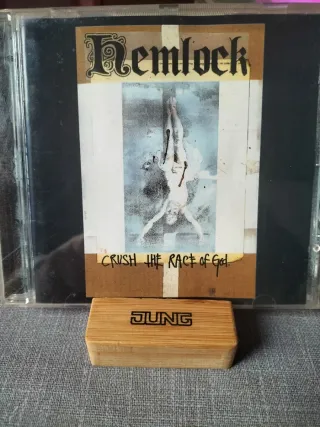 Hemlock
CRUSH THE RACE of God.
JUNG